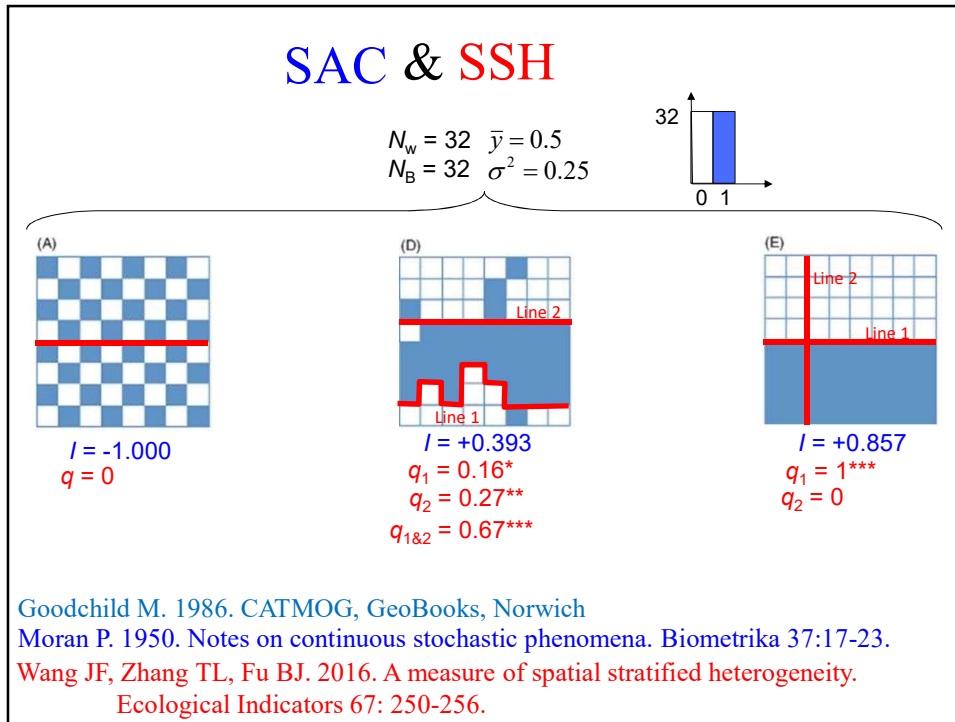 SAC & SSH
N_w = 32 ȳ = 0.5
N_B = 32 σ² = 0.25
32
0 1
(A)
I = -1.000
q = 0
(D)
Line 2
Line 1
I = +0.393
q₁ = 0.16*
q₂ = 0.27**
q₁&₂ = 0.67***
(E)
Line 2
Line 1
I = +0.857
q₁ = 1***
q₂ = 0
Goodchild M. 1986. CATMOG, GeoBooks, Norwich
Moran P. 1950. Notes on continuous stochastic phenomena. Biometrika 37:17-23.
Wang JF, Zhang TL, Fu BJ. 2016. A measure of spatial stratified heterogeneity.
Ecological Indicators 67: 250-256.